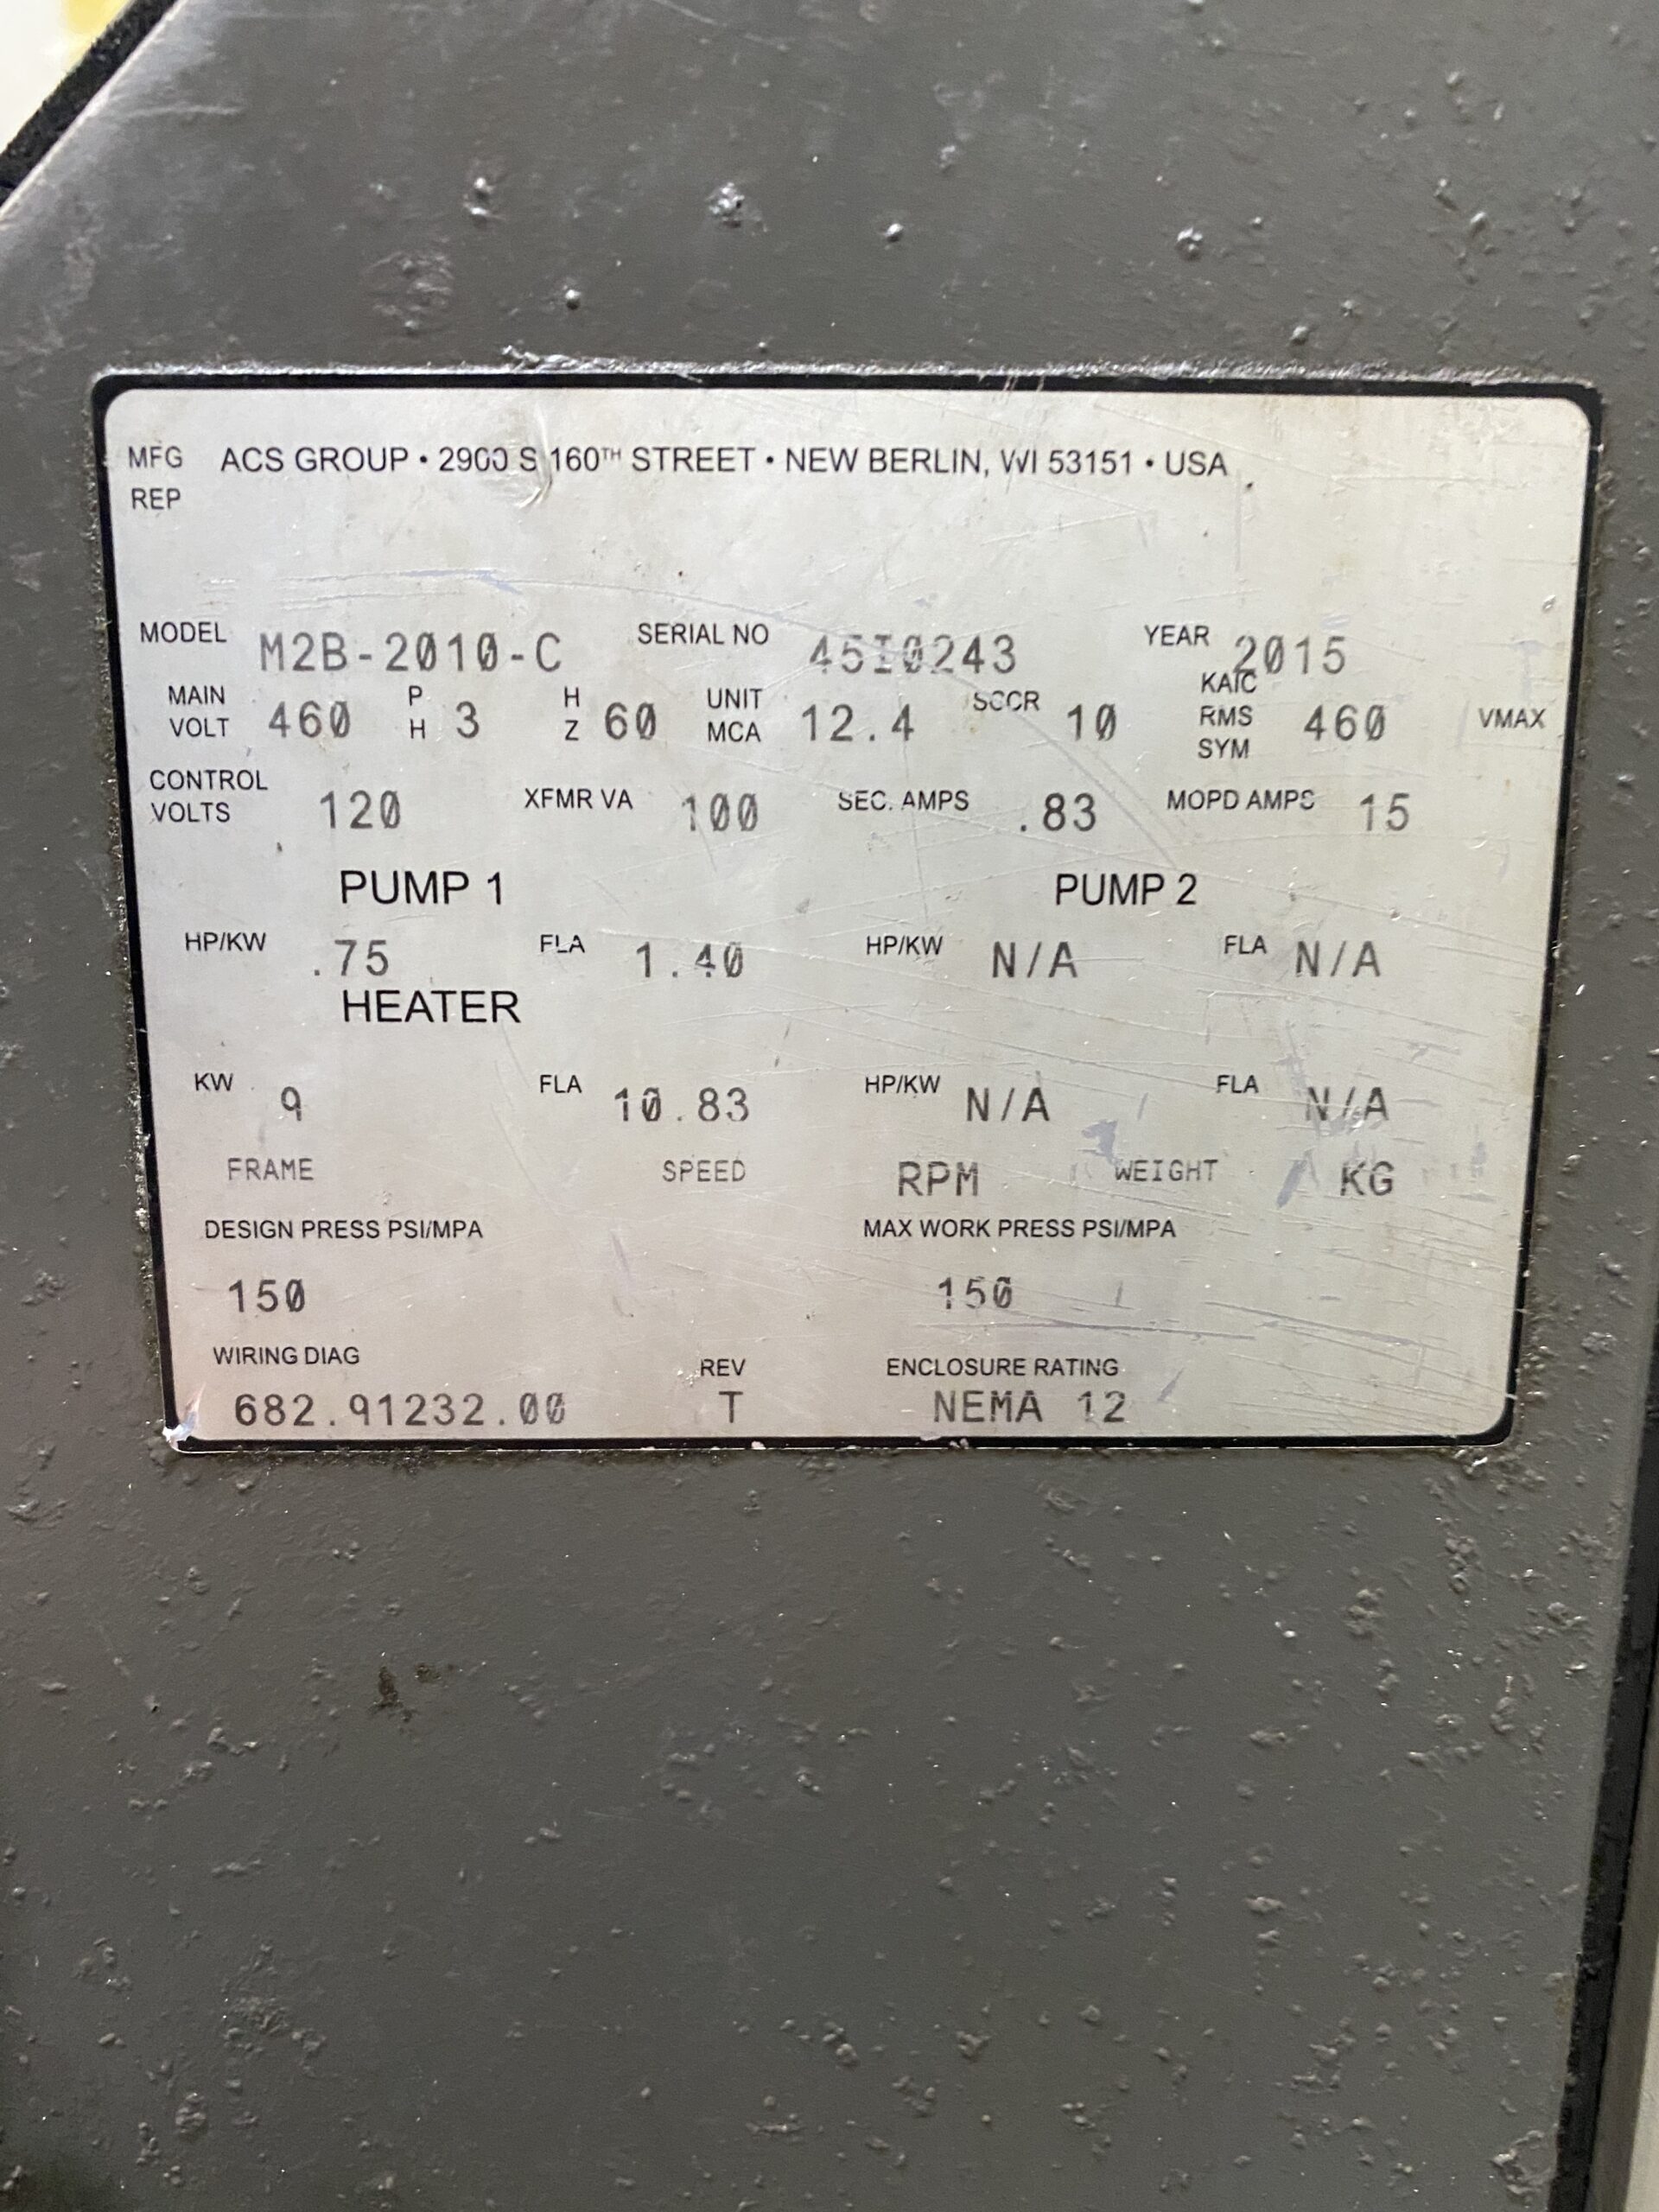 MFG ACS GROUP • 2900 S 160TH STREET • NEW BERLIN, WI 53151 • USA
REP
MODEL M2B-2010-C SERIAL NO 45I0243 YEAR 2015
MAIN VOLT 460 PH 3 HZ 60 UNIT MCA 12.4 SCCR 10 KAIC RMS SYM 460 VMAX
CONTROL VOLTS 120 XFMR VA 100 SEC. AMPS .83 MOPD AMPS 15
PUMP 1 PUMP 2
HP/KW .75 FLA 1.40 HP/KW N/A FLA N/A
HEATER
KW 9 FLA 10.83 HP/KW N/A FLA N/A
FRAME SPEED RPM WEIGHT KG
DESIGN PRESS PSI/MPA MAX WORK PRESS PSI/MPA
150 150
WIRING DIAG REV ENCLOSURE RATING
682.91232.00 T NEMA 12